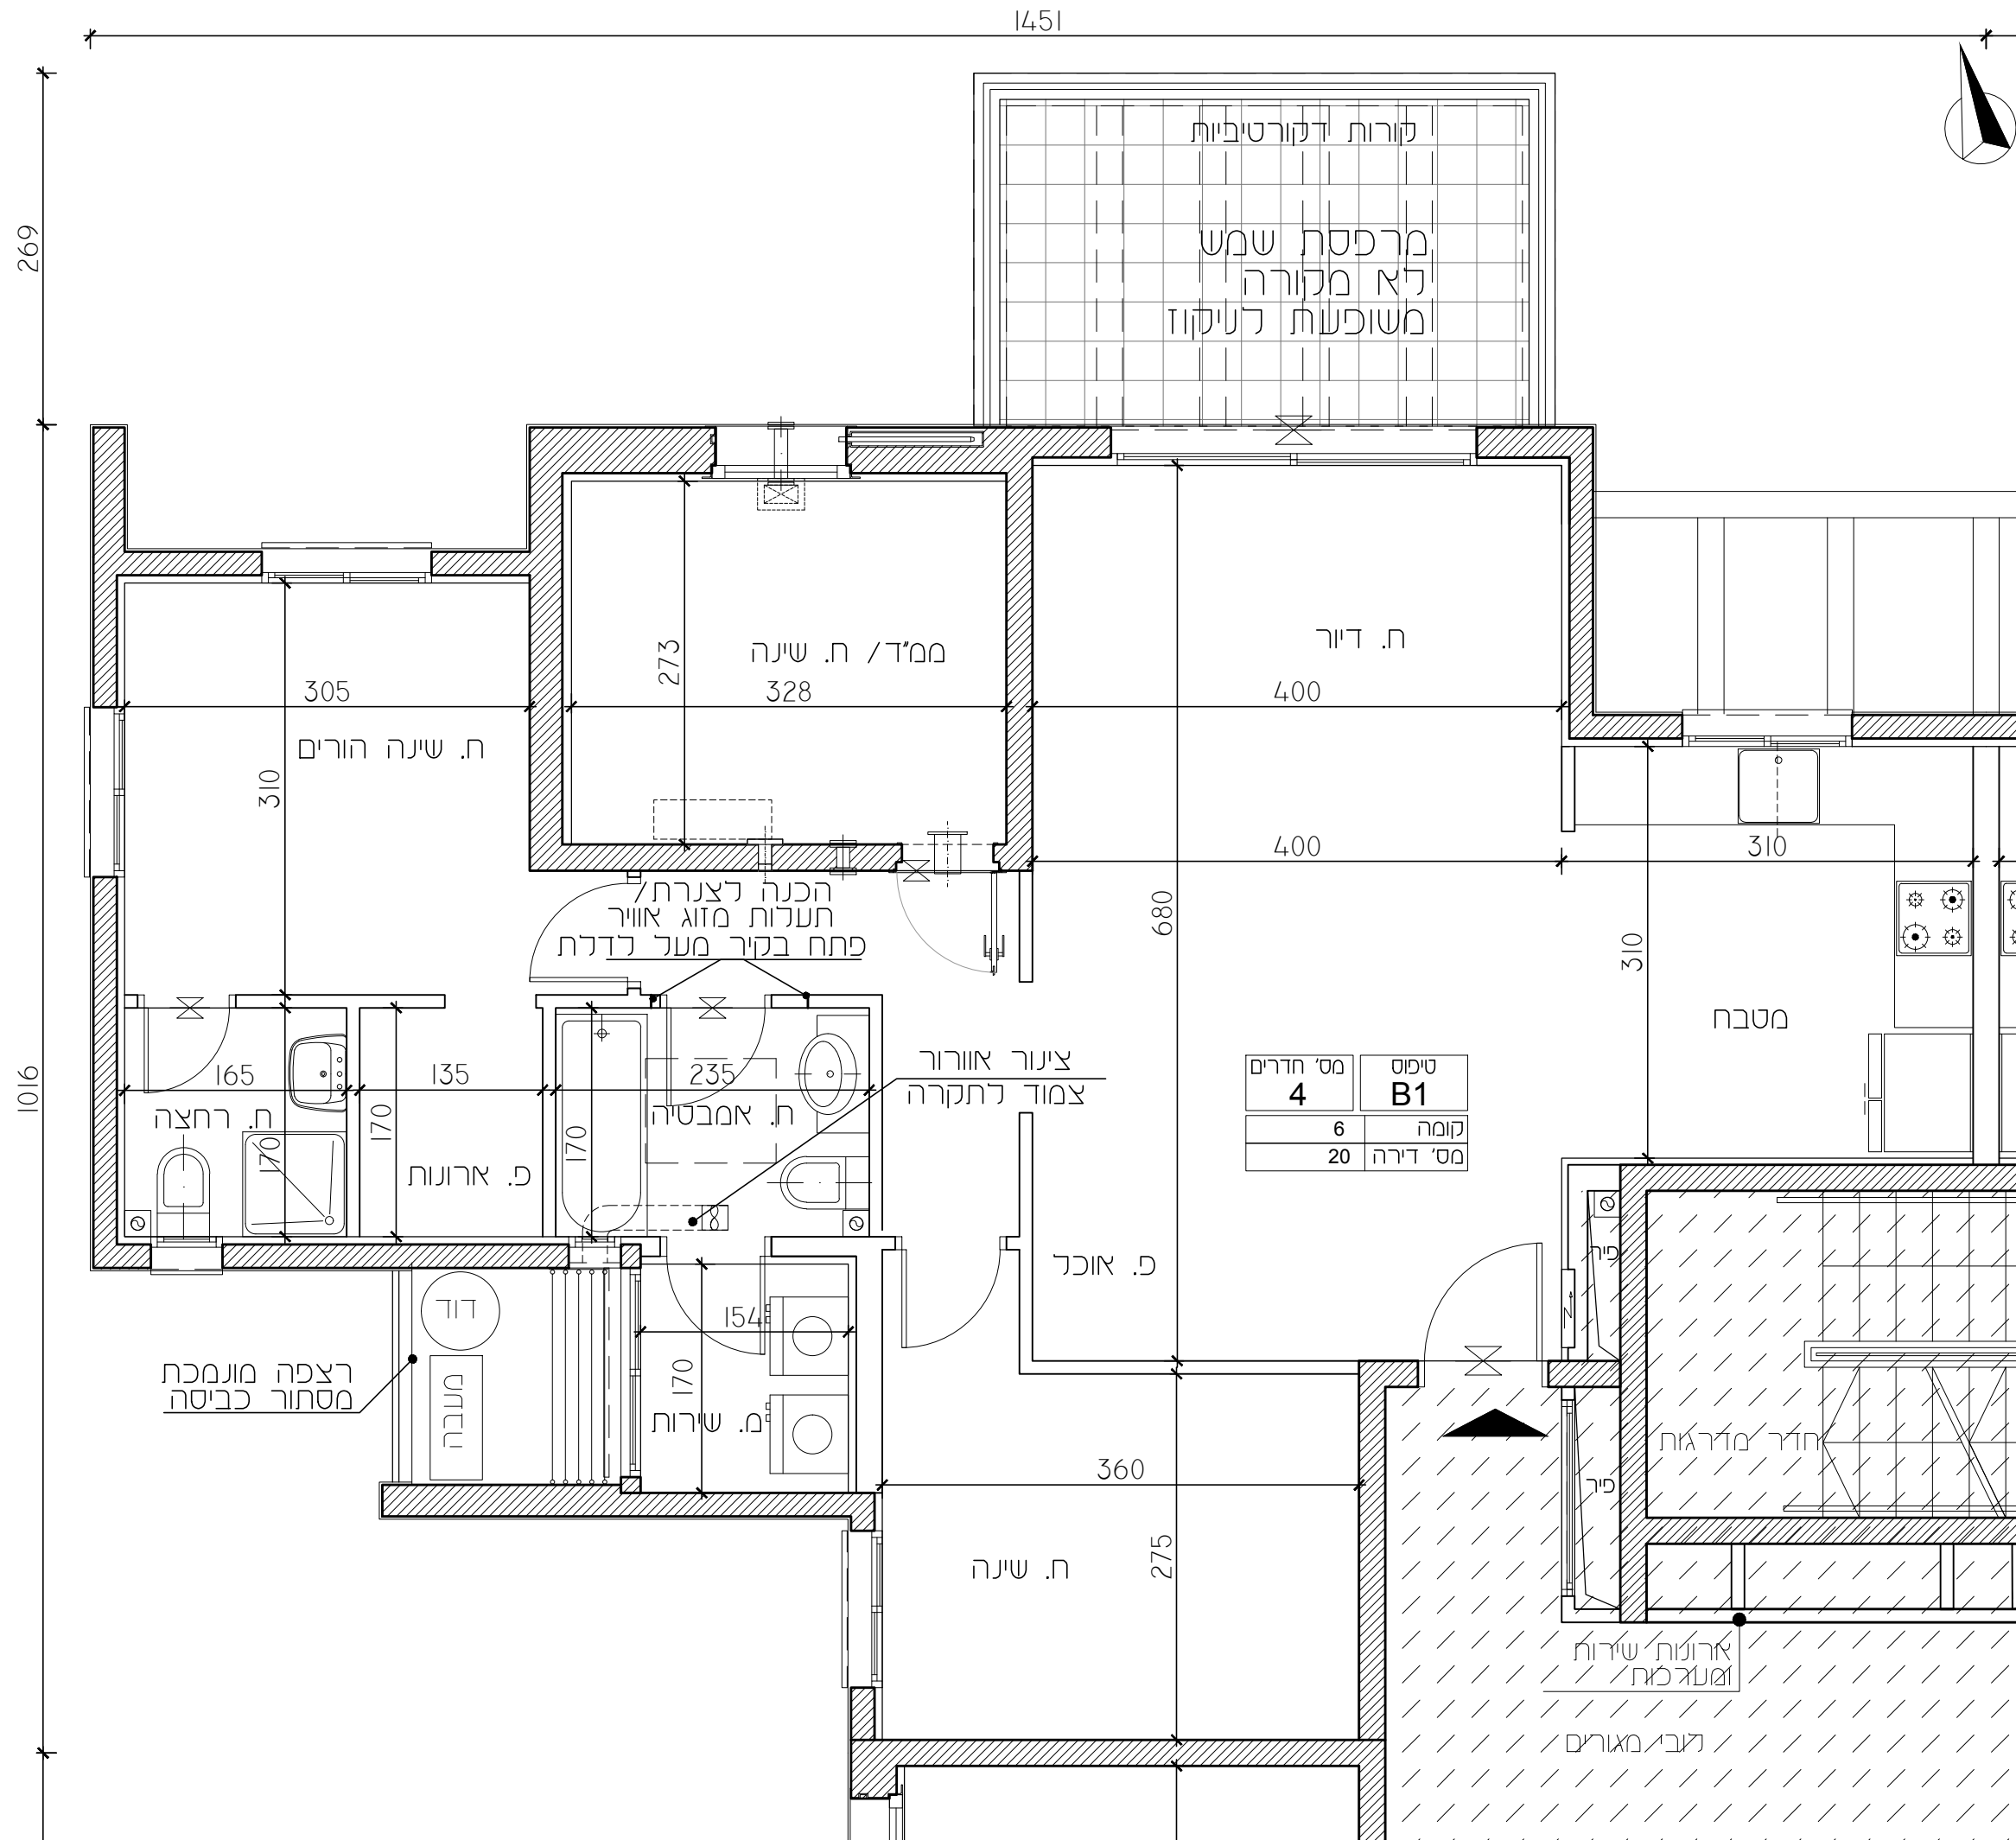 1451
269
קורות דקורטיביות
מרפסת שמש
לא מקורה
משופעת לניקוז
ממ"ד/ ח. שינה
273
328
ח. דיור
400
305
ח. שינה הורים
310
400
310
680
310
הכנה לצנרת/
תעלות מזוג אוויר
פתח בקיר מעל לדלת
מטבח
1016
צינור אוורור
צמוד לתקרה
טיפוס
B1
מס' חדרים
4
קומה 6
מס' דירה 20
165
135
235
ח. רחצה
170
170
פ. ארונות
170
ח. אמבטיה
פ. אוכל
פיר
דוד
154
רצפה מונמכת
מסתור כביסה
מעבה
170
מ. שירות
חדר מדרגות
פיר
360
275
ח. שינה
ארונות שירות
ומערכות
לובי מגורים